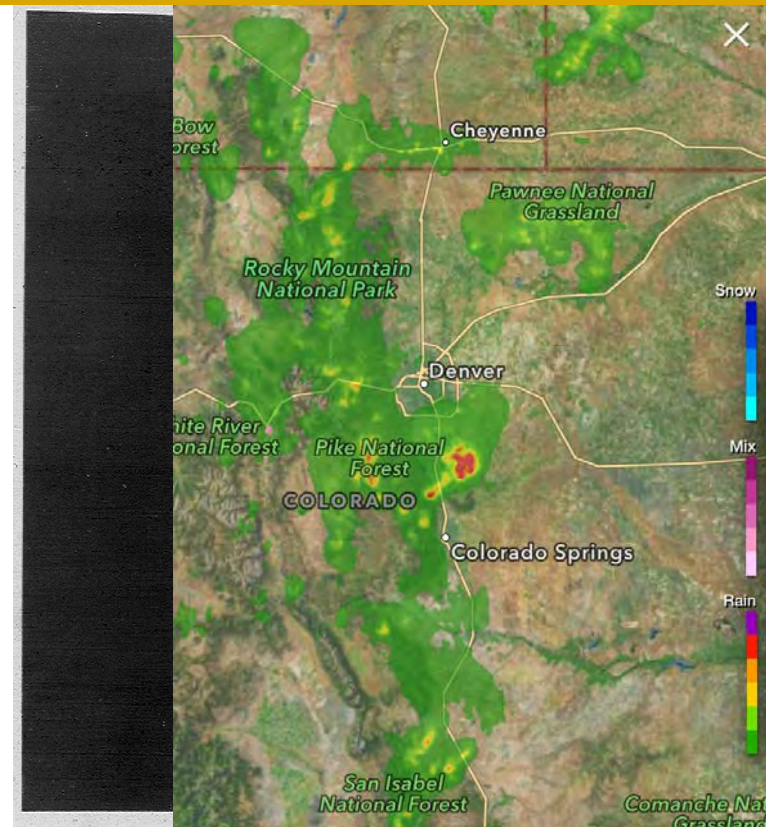 Bow
orest
Cheyenne
Pawnee National
Grassland
Rocky Mountain
National Park
Snow
Denver
hite River
onal Forest
Pike National
Forest
Mix
COLORADO
Colorado Springs
Rain
San Isabel
National Forest
Comanche Nat
Grassland